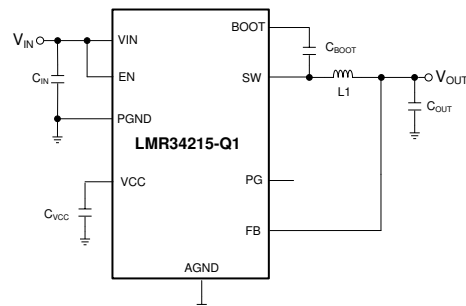 BOOT
VIN
VIN
CBOOT
VOUT
CIN
EN
SW
L1
COUT
PGND
LMR34215-Q1
VCC
PG
CVCC
FB
AGND